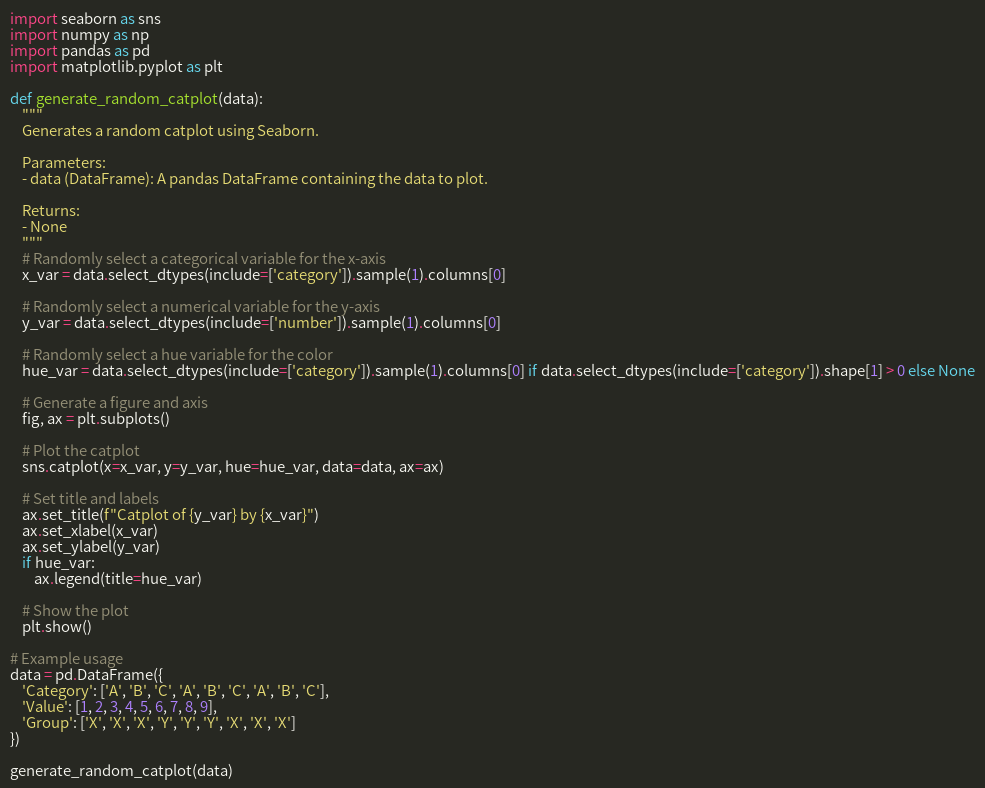 import seaborn as sns
import numpy as np
import pandas as pd
import matplotlib.pyplot as plt

def generate_random_catplot(data):
    """
    Generates a random catplot using Seaborn.

    Parameters:
    - data (DataFrame): A pandas DataFrame containing the data to plot.

    Returns:
    - None
    """
    # Randomly select a categorical variable for the x-axis
    x_var = data.select_dtypes(include=['category']).sample(1).columns[0]

    # Randomly select a numerical variable for the y-axis
    y_var = data.select_dtypes(include=['number']).sample(1).columns[0]

    # Randomly select a hue variable for the color
    hue_var = data.select_dtypes(include=['category']).sample(1).columns[0] if data.select_dtypes(include=['category']).shape[1] > 0 else None

    # Generate a figure and axis
    fig, ax = plt.subplots()

    # Plot the catplot
    sns.catplot(x=x_var, y=y_var, hue=hue_var, data=data, ax=ax)

    # Set title and labels
    ax.set_title(f"Catplot of {y_var} by {x_var}")
    ax.set_xlabel(x_var)
    ax.set_ylabel(y_var)
    if hue_var:
        ax.legend(title=hue_var)

    # Show the plot
    plt.show()

# Example usage
data = pd.DataFrame({
    'Category': ['A', 'B', 'C', 'A', 'B', 'C', 'A', 'B', 'C'],
    'Value': [1, 2, 3, 4, 5, 6, 7, 8, 9],
    'Group': ['X', 'X', 'X', 'Y', 'Y', 'Y', 'X', 'X', 'X']
})

generate_random_catplot(data)